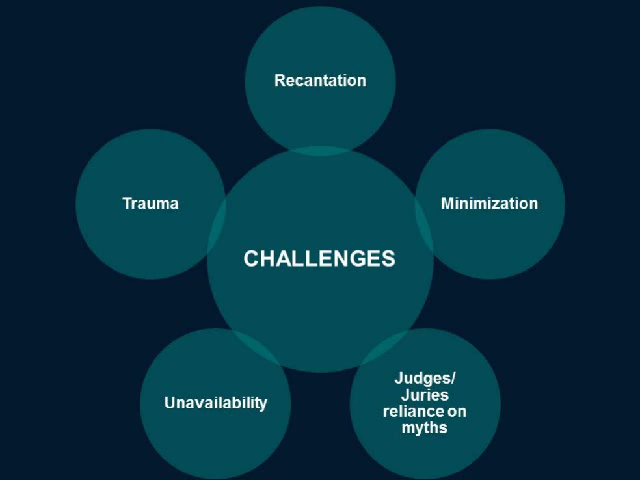 Recantation
Trauma
Minimization
CHALLENGES
Unavailability
Judges/
Juries
reliance on
myths